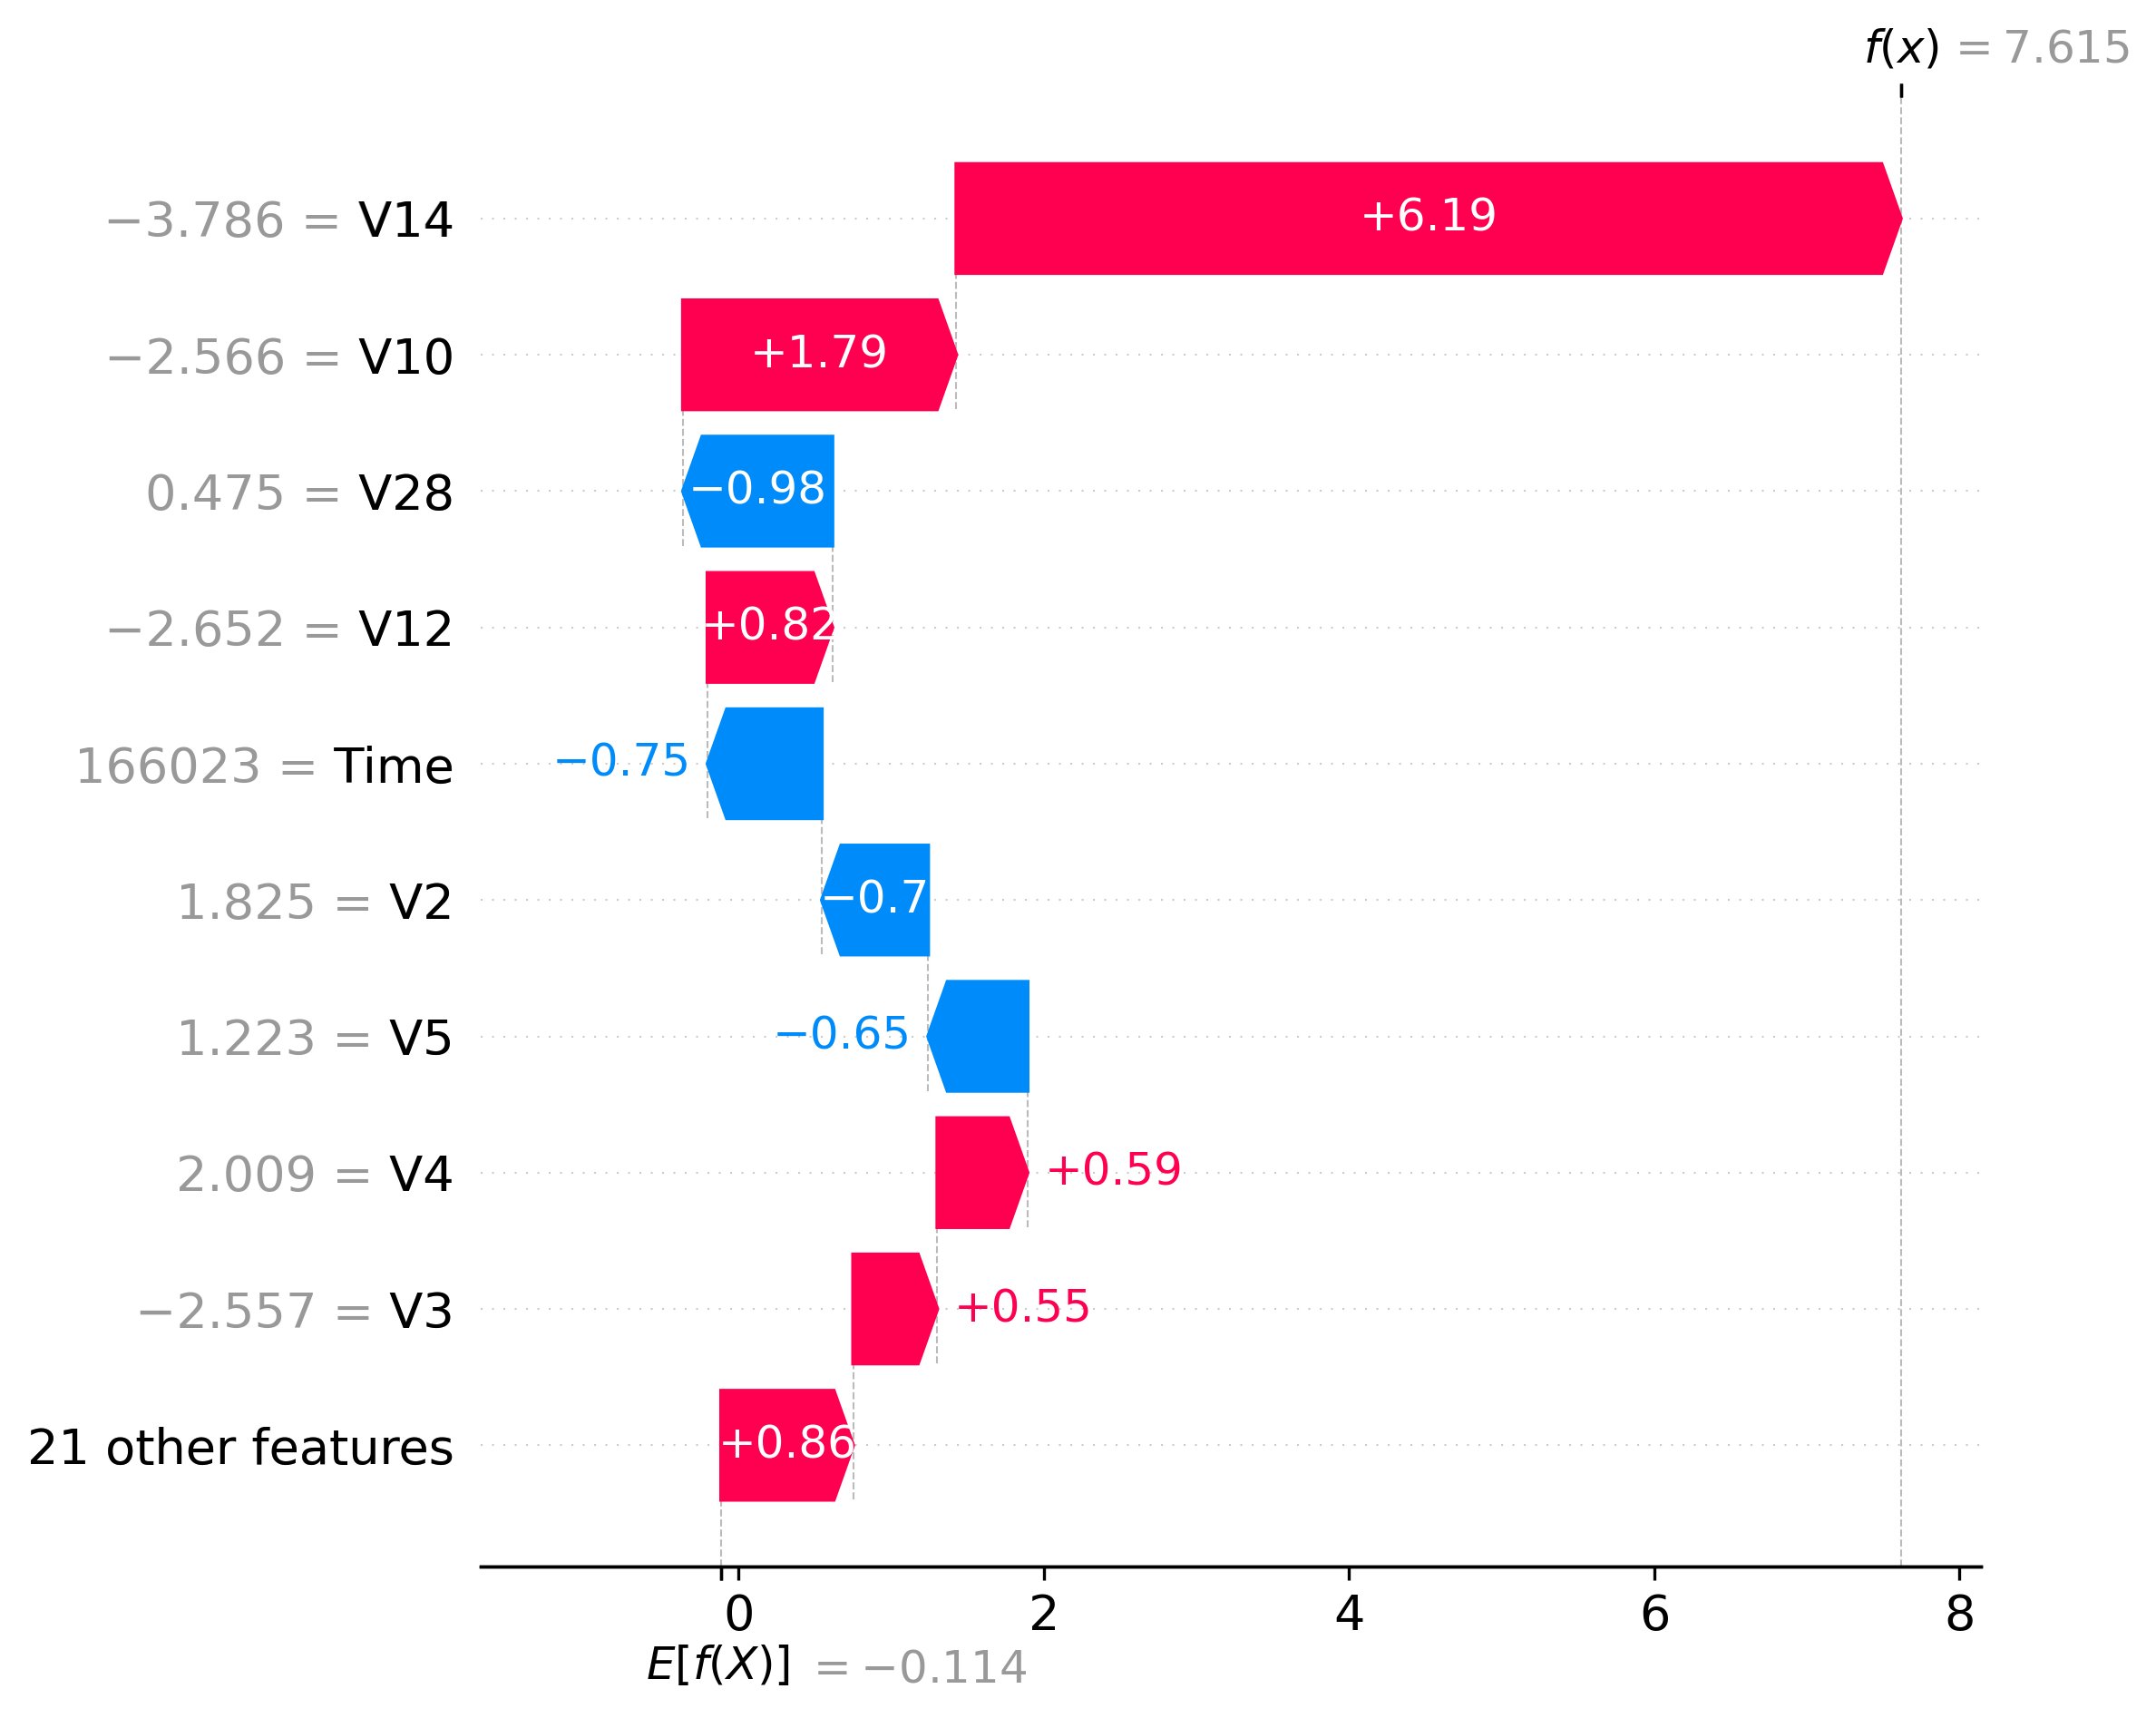 f(x) = 7.615
−3.786 = V14
+6.19
−2.566 = V10
+1.79
0.475 = V28
−0.98
−2.652 = V12
+0.82
166023 = Time
−0.75
1.825 = V2
−0.7
1.223 = V5
−0.65
2.009 = V4
+0.59
−2.557 = V3
+0.55
21 other features
+0.86
0 2 4 6 8
E[f(X)] = −0.114